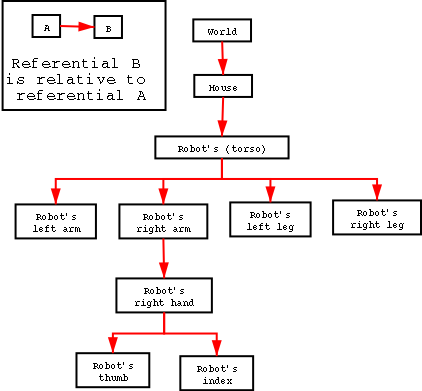 A
B
Referential B
is relative to
referential A
World
House
Robot's (torso)
Robot's
left arm
Robot's
right arm
Robot's
left leg
Robot's
right leg
Robot's
right hand
Robot's
thumb
Robot's
index